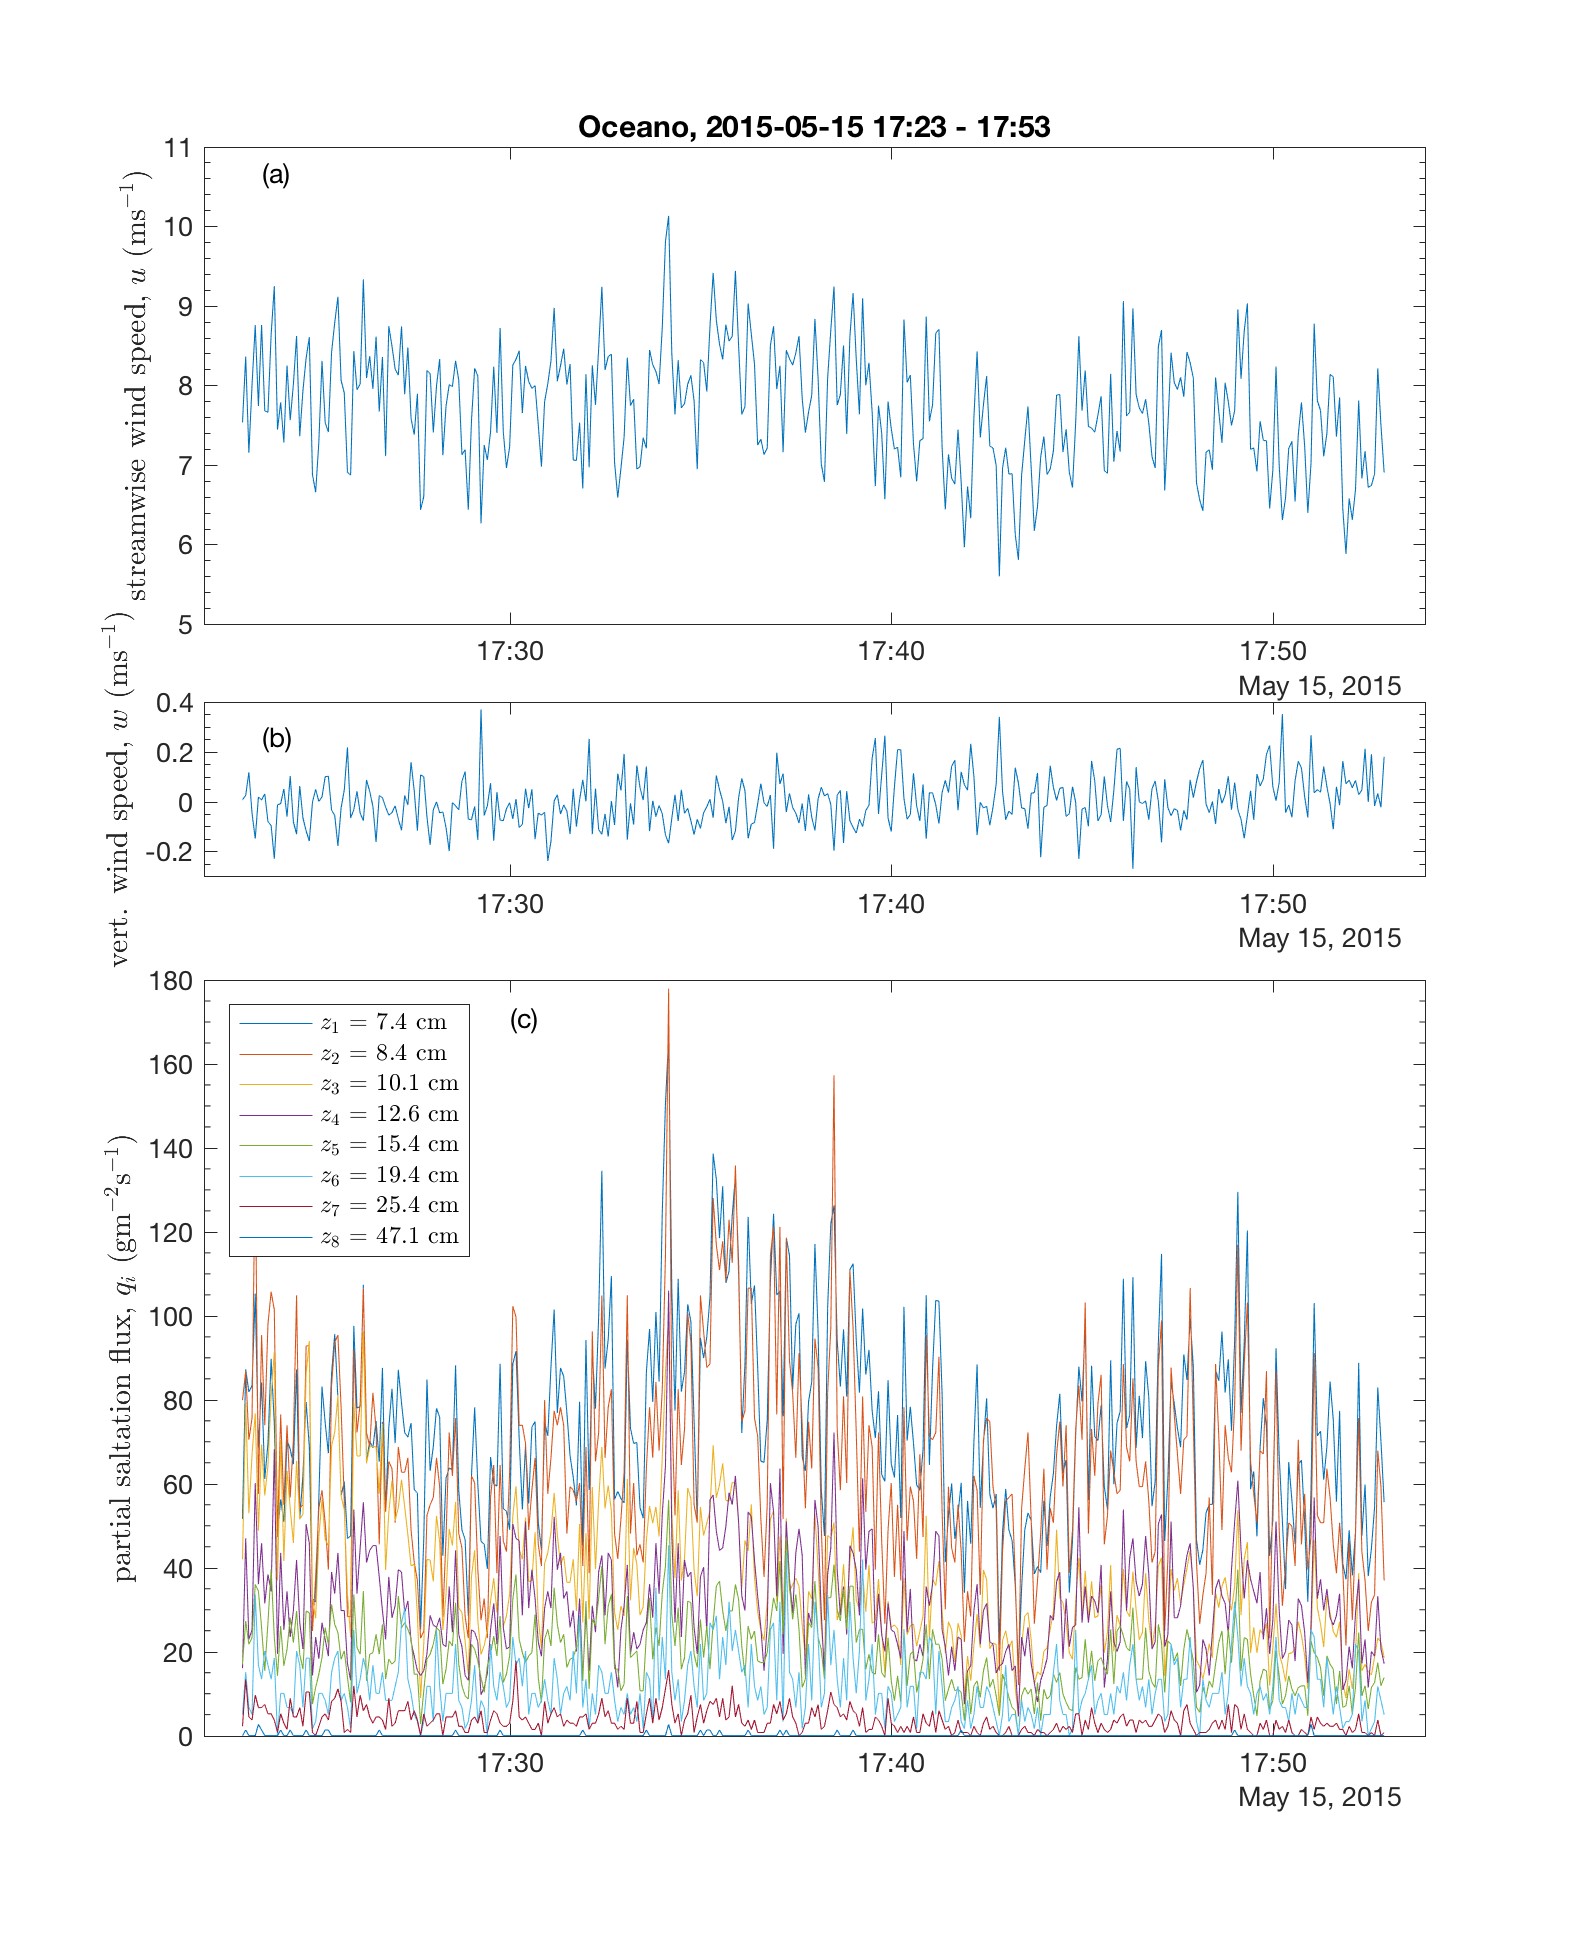 Oceano, 2015-05-15 17:23 - 17:53
(a)
streamwise wind speed, u (ms⁻¹)
11
10
9
8
7
6
5
17:30 17:40 17:50
May 15, 2015
(b)
vert. wind speed, w (ms⁻¹)
0.4
0.2
0
-0.2
17:30 17:40 17:50
May 15, 2015
(c)
partial saltation flux, qᵢ (gm⁻²s⁻¹)
180
160
140
120
100
80
60
40
20
0
z₁ = 7.4 cm
z₂ = 8.4 cm
z₃ = 10.1 cm
z₄ = 12.6 cm
z₅ = 15.4 cm
z₆ = 19.4 cm
z₇ = 25.4 cm
z₈ = 47.1 cm
17:30 17:40 17:50
May 15, 2015